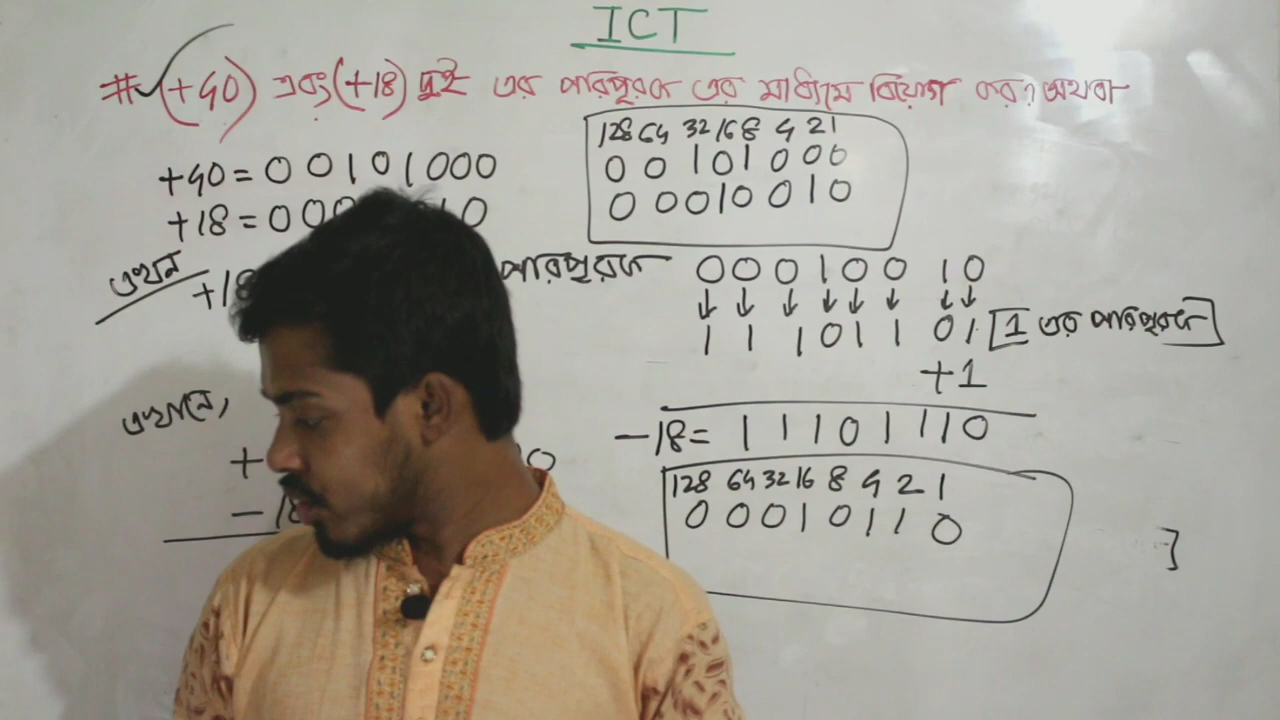 ICT
# (+40) এবং (+18) দুই এর পরিপূরক এর মাধ্যমে বিয়োগ কর? অথবা
128 64 32 16 8 4 2 1
0 0 1 0 1 0 0 0
0 0 0 1 0 0 1 0
+40 = 0 0 1 0 1 0 0 0
+18 = 0 0 0 1 0
এখন +18 পরিপূরক 0 0 0 1 0 0 1 0
↓ ↓ ↓ ↓ ↓ ↓ ↓ ↓
1 1 1 0 1 1 0 1 [1 এর পরিপূরক]
+1
-18 = 1 1 1 0 1 1 1 0
এখানে,
+ 0
- 18
128 64 32 16 8 4 2 1
0 0 0 1 0 1 1 0
]